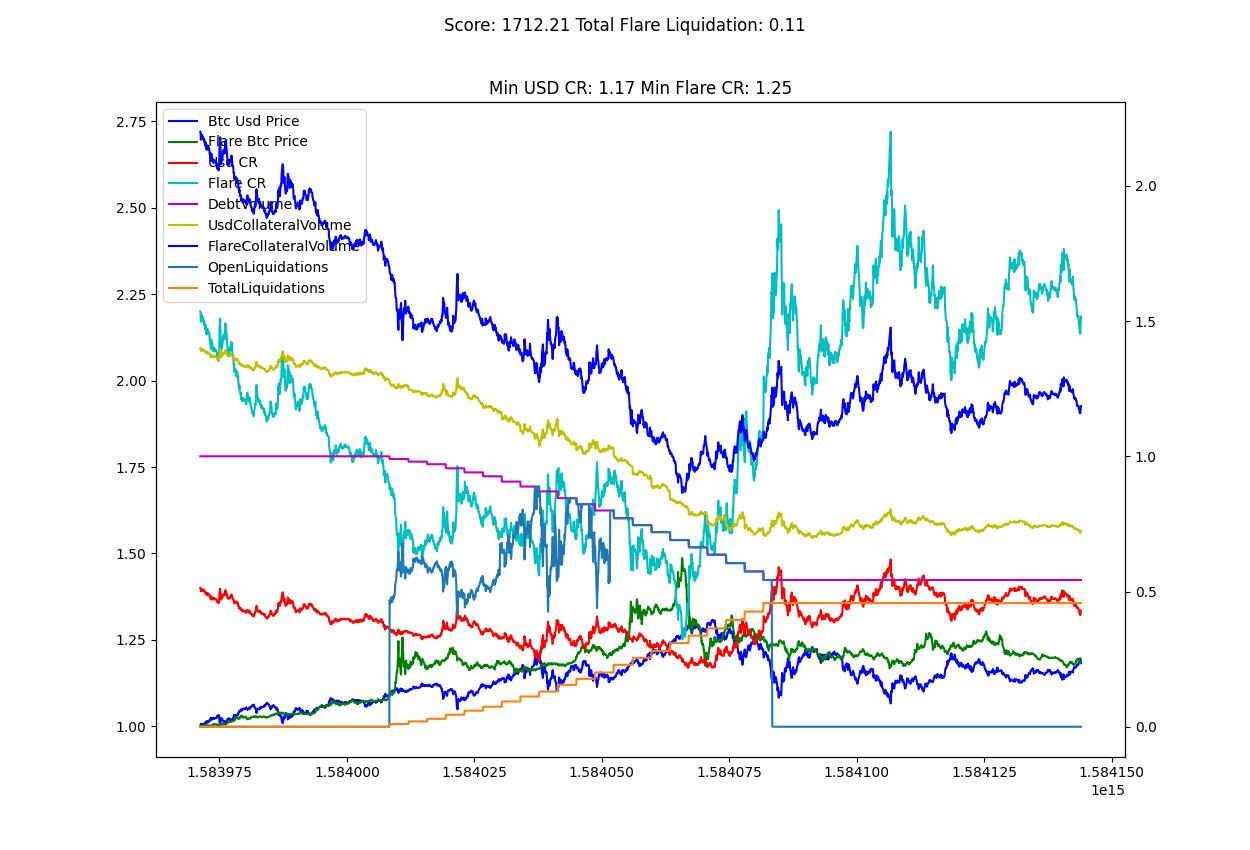 Score: 1712.21 Total Flare Liquidation: 0.11
Min USD CR: 1.17 Min Flare CR: 1.25
Btc Usd Price
Flare Btc Price
Usd CR
Flare CR
DebtVolume
UsdCollateralVolume
FlareCollateralVolume
OpenLiquidations
TotalLiquidations
2.75
2.50
2.25
2.00
1.75
1.50
1.25
1.00
2.0
1.5
1.0
0.5
0.0
1.583975
1.584000
1.584025
1.584050
1.584075
1.584100
1.584125
1.584150
1e15